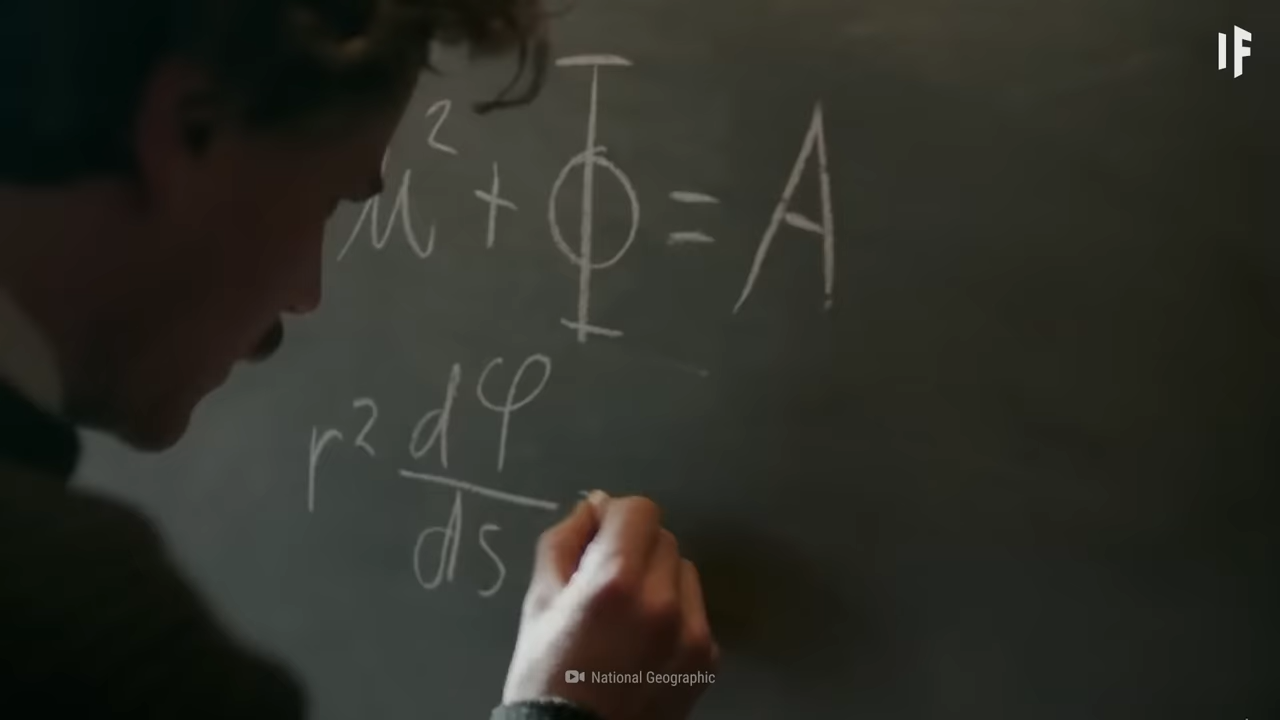 IF
u² + Φ = A
r² dφ
ds
National Geographic